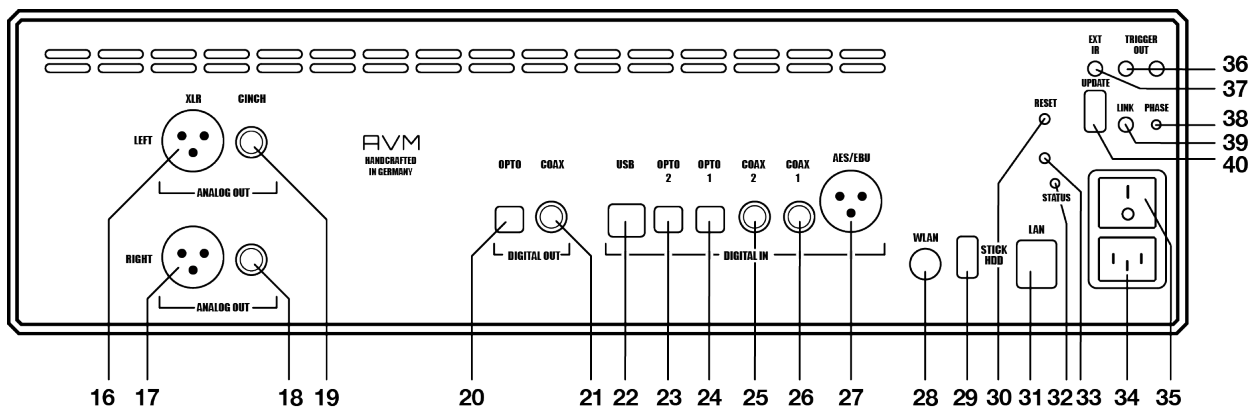 EXT
IR
TRIGGER
OUT
36
37
XLR
CINCH
UPDATE
RESET
LINK
PHASE
38
39
40
LEFT
AVM
HANDCRAFTED
IN GERMANY
ANALOG OUT
OPTO
COAX
USB
OPTO
2
OPTO
1
COAX
2
COAX
1
AES/EBU
STATUS
RIGHT
ANALOG OUT
DIGITAL OUT
DIGITAL IN
WLAN
STICK
HDD
LAN
16 17 18 19 20 21 22 23 24 25 26 27 28 29 30 31 32 33 34 35